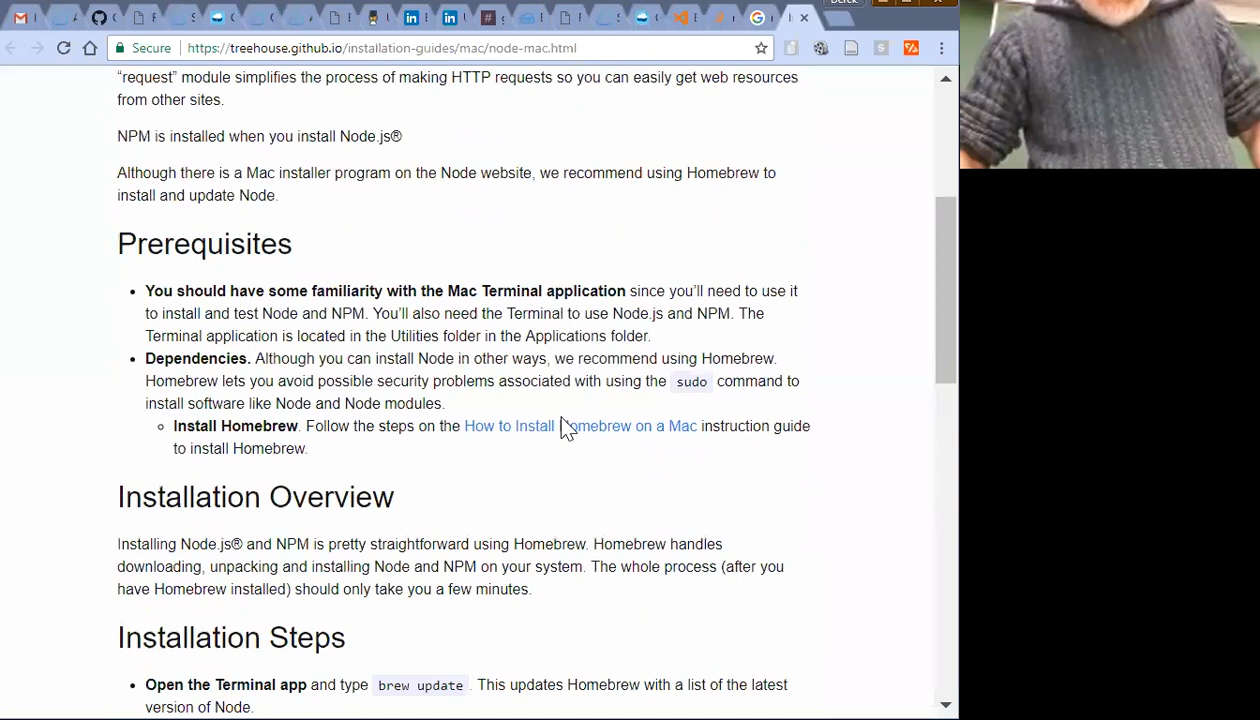 Derek
Secure
https://treehouse.github.io/installation-guides/mac/node-mac.html
“request” module simplifies the process of making HTTP requests so you can easily get web resources
from other sites.
NPM is installed when you install Node.js®
Although there is a Mac installer program on the Node website, we recommend using Homebrew to
install and update Node.
Prerequisites
• You should have some familiarity with the Mac Terminal application since you’ll need to use it
to install and test Node and NPM. You’ll also need the Terminal to use Node.js and NPM. The
Terminal application is located in the Utilities folder in the Applications folder.
• Dependencies. Although you can install Node in other ways, we recommend using Homebrew.
Homebrew lets you avoid possible security problems associated with using the sudo command to
install software like Node and Node modules.
◦ Install Homebrew. Follow the steps on the How to Install Homebrew on a Mac instruction guide
to install Homebrew.
Installation Overview
Installing Node.js® and NPM is pretty straightforward using Homebrew. Homebrew handles
downloading, unpacking and installing Node and NPM on your system. The whole process (after you
have Homebrew installed) should only take you a few minutes.
Installation Steps
• Open the Terminal app and type brew update. This updates Homebrew with a list of the latest
version of Node.